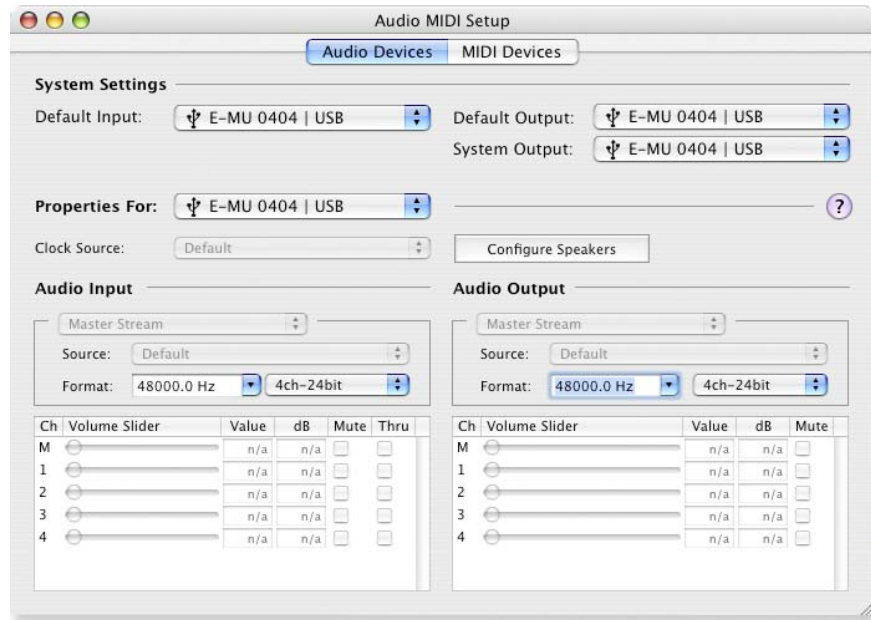 Audio MIDI Setup
Audio Devices MIDI Devices
System Settings
Default Input: E-MU 0404 | USB
Default Output: E-MU 0404 | USB
System Output: E-MU 0404 | USB
Properties For: E-MU 0404 | USB ?
Clock Source: Default
Configure Speakers
Audio Input
Master Stream
Source: Default
Format: 48000.0 Hz 4ch-24bit
Ch Volume Slider Value dB Mute Thru
M n/a n/a
1 n/a n/a
2 n/a n/a
3 n/a n/a
4 n/a n/a
Audio Output
Master Stream
Source: Default
Format: 48000.0 Hz 4ch-24bit
Ch Volume Slider Value dB Mute
M n/a n/a
1 n/a n/a
2 n/a n/a
3 n/a n/a
4 n/a n/a